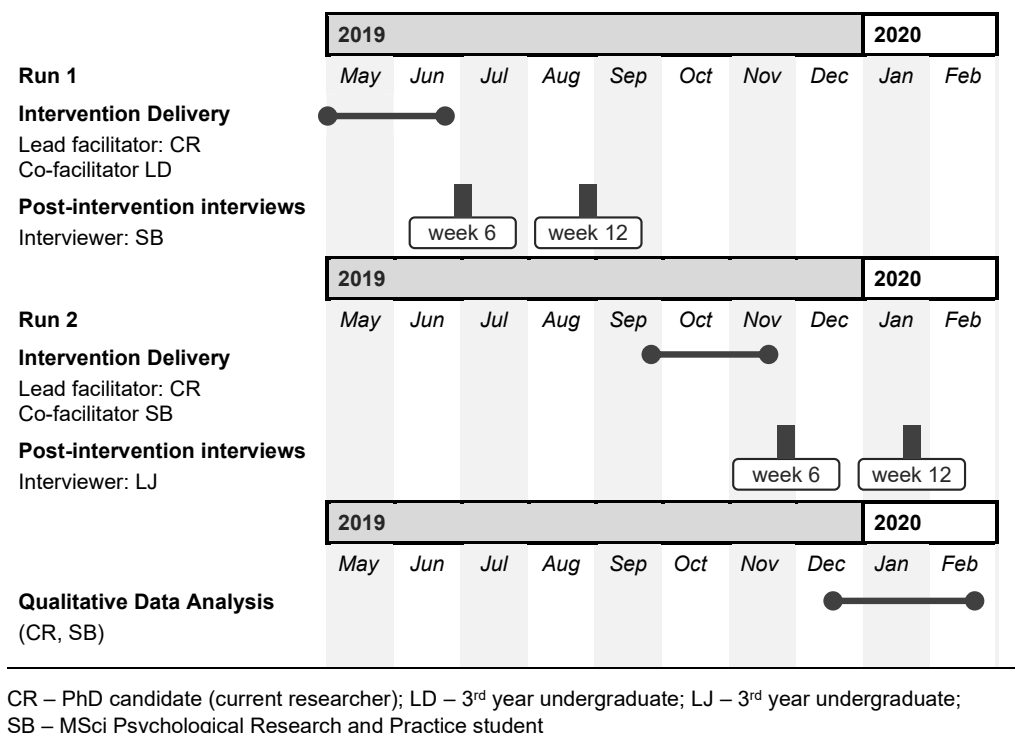 2019 2020
Run 1 May Jun Jul Aug Sep Oct Nov Dec Jan Feb
Intervention Delivery
Lead facilitator: CR
Co-facilitator LD
Post-intervention interviews
Interviewer: SB week 6 week 12
2019 2020
Run 2 May Jun Jul Aug Sep Oct Nov Dec Jan Feb
Intervention Delivery
Lead facilitator: CR
Co-facilitator SB
Post-intervention interviews
Interviewer: LJ week 6 week 12
2019 2020
May Jun Jul Aug Sep Oct Nov Dec Jan Feb
Qualitative Data Analysis
(CR, SB)
CR – PhD candidate (current researcher); LD – 3rd year undergraduate; LJ – 3rd year undergraduate;
SB – MSci Psychological Research and Practice student